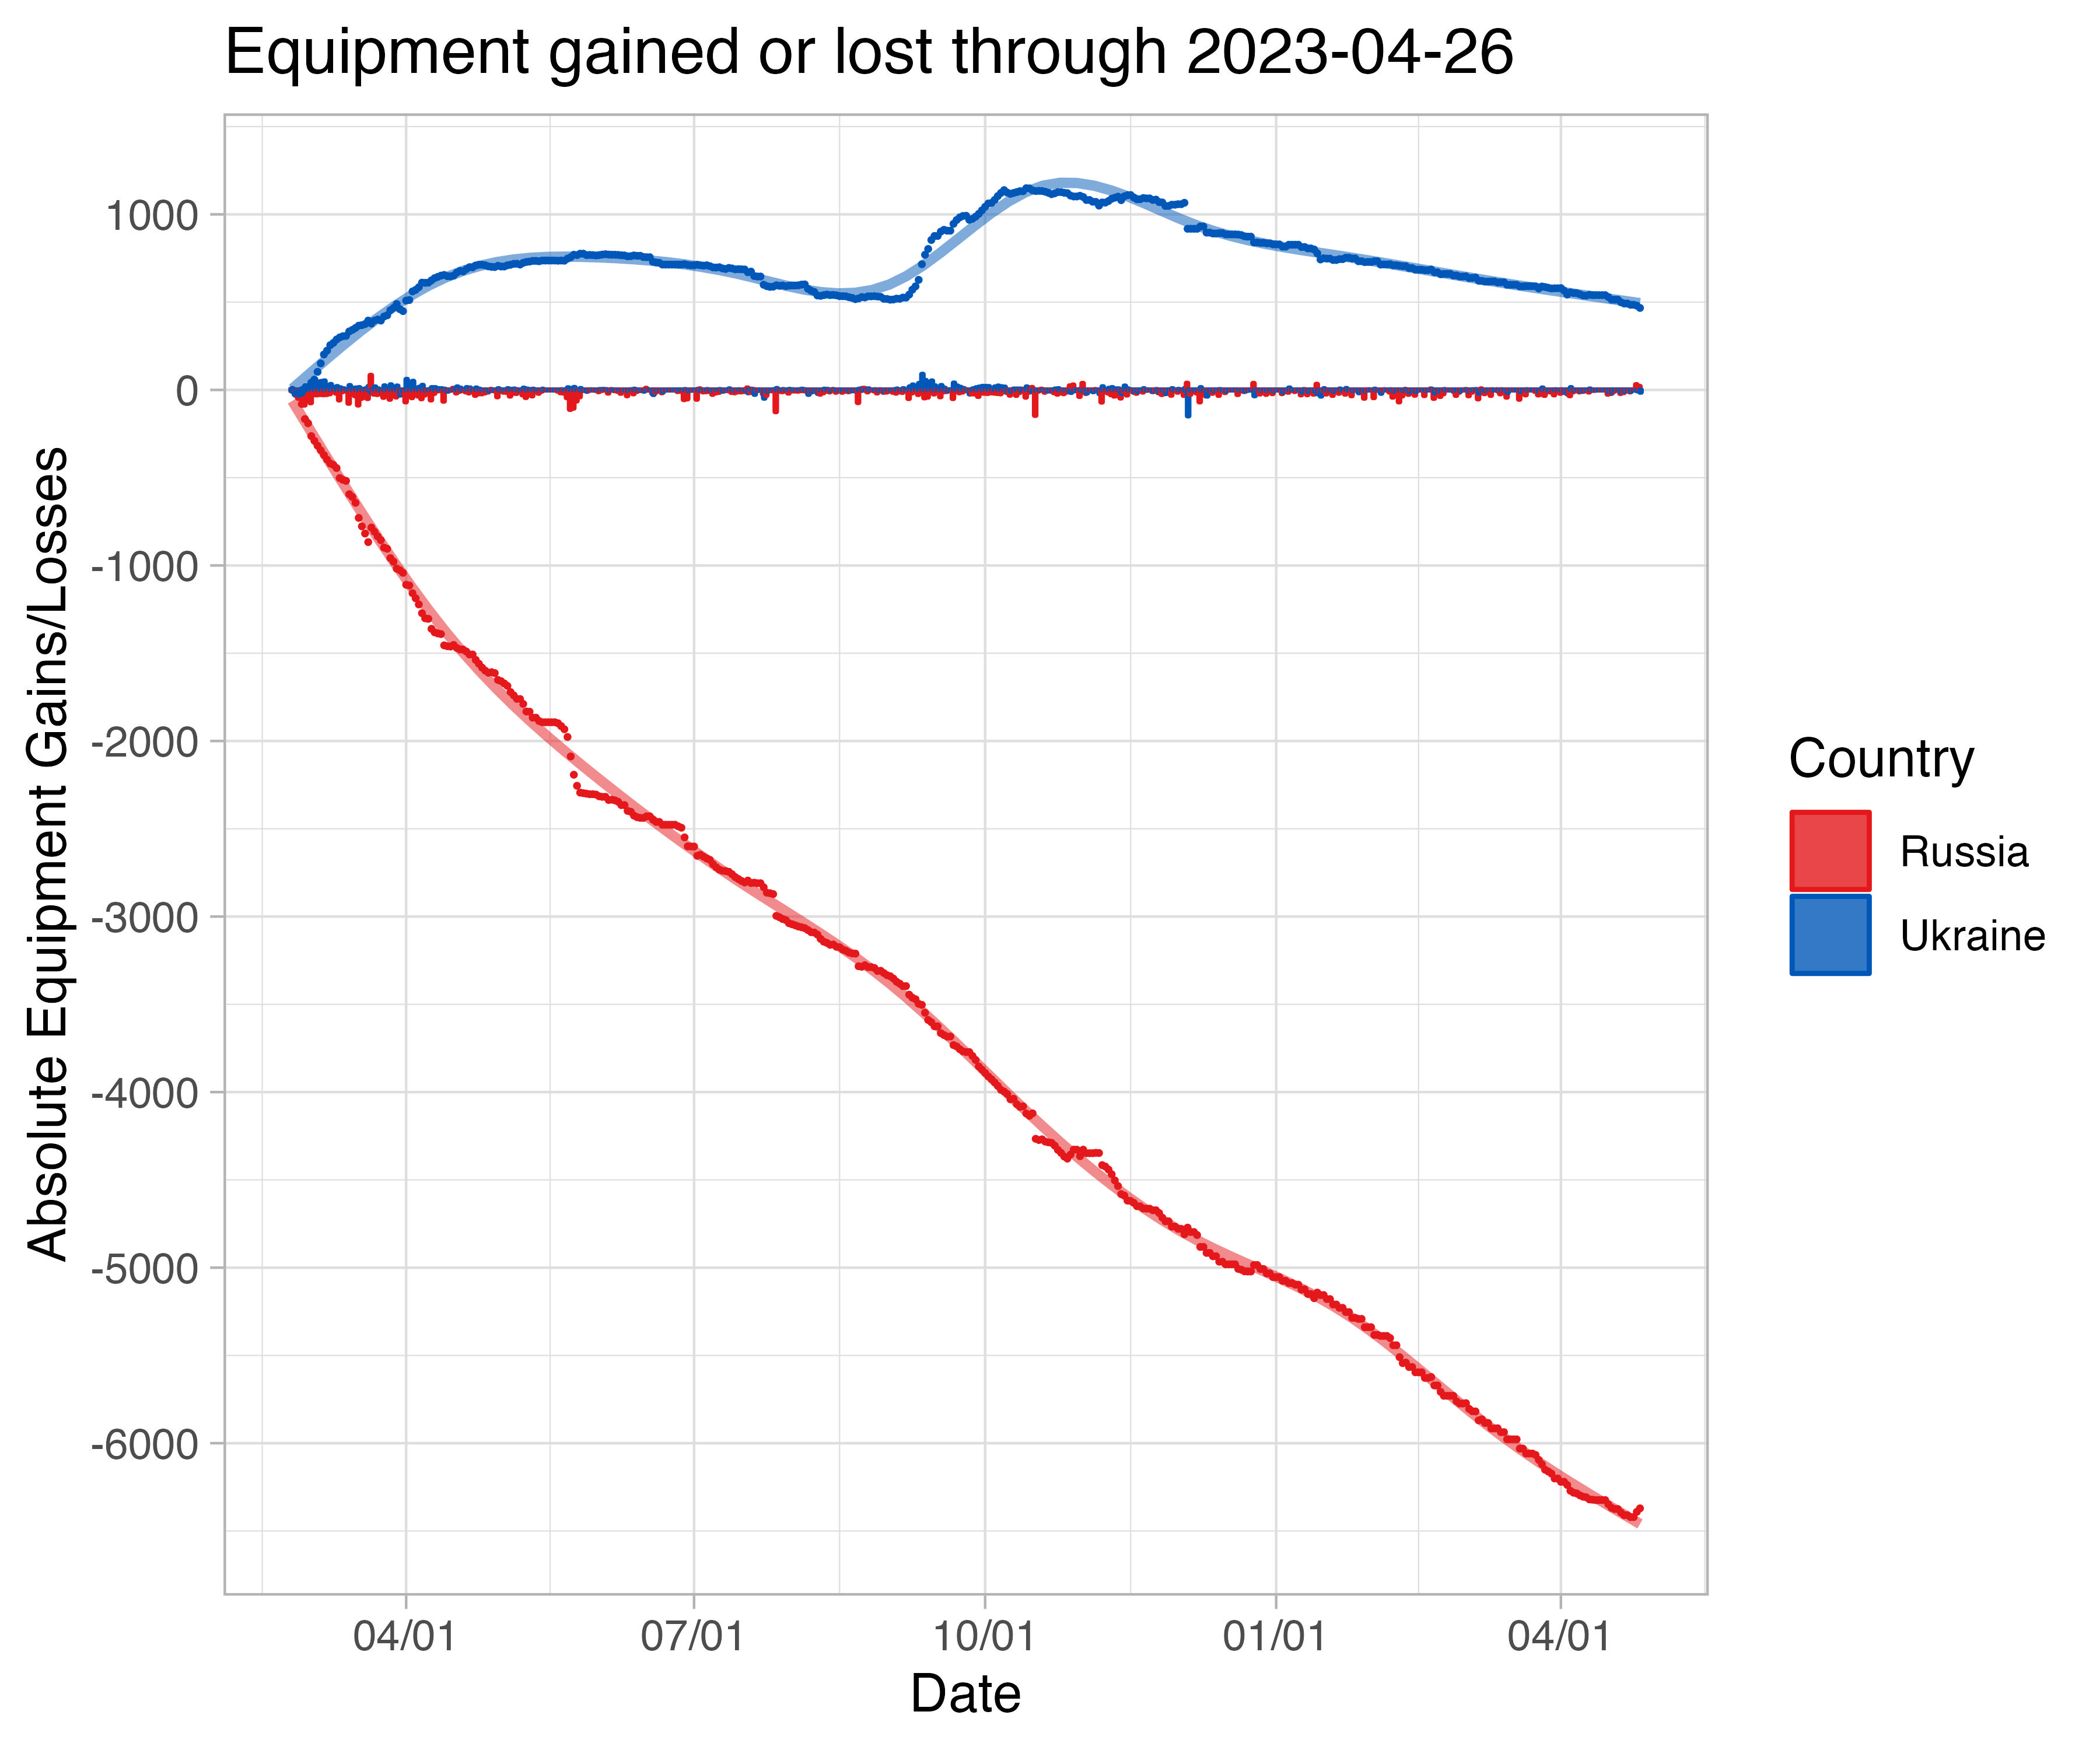 Equipment gained or lost through 2023-04-26
Absolute Equipment Gains/Losses
1000
0
-1000
-2000
-3000
-4000
-5000
-6000
04/01
07/01
10/01
01/01
04/01
Date
Country
Russia
Ukraine